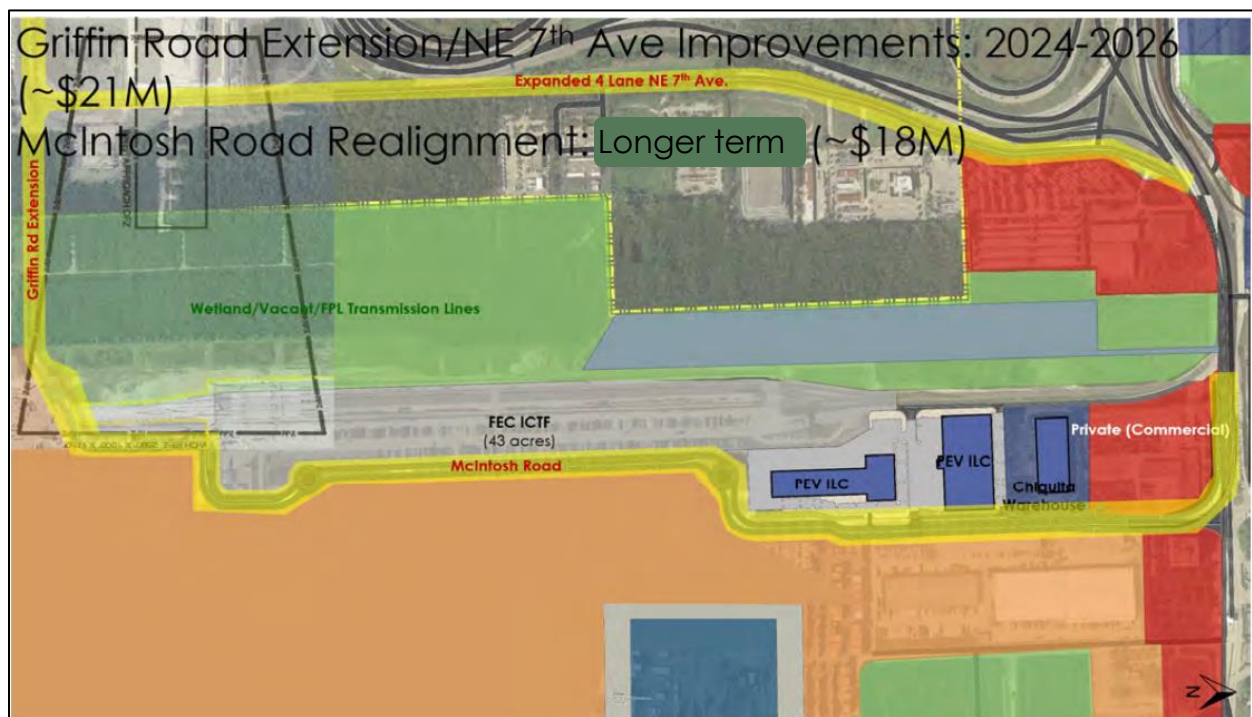 Griffin Road Extension/NE 7th Ave Improvements: 2024-2026
(~$21M)
Expanded 4 Lane NE 7th Ave.
McIntosh Road Realignment: Longer term (~$18M)
Griffin Rd Extension
Wetland/Vacant/FPL Transmission Lines
FEC ICTF
(43 acres)
McIntosh Road
PEV ILC
PEV ILC
Chiquita
Warehouse
Private (Commercial)
N